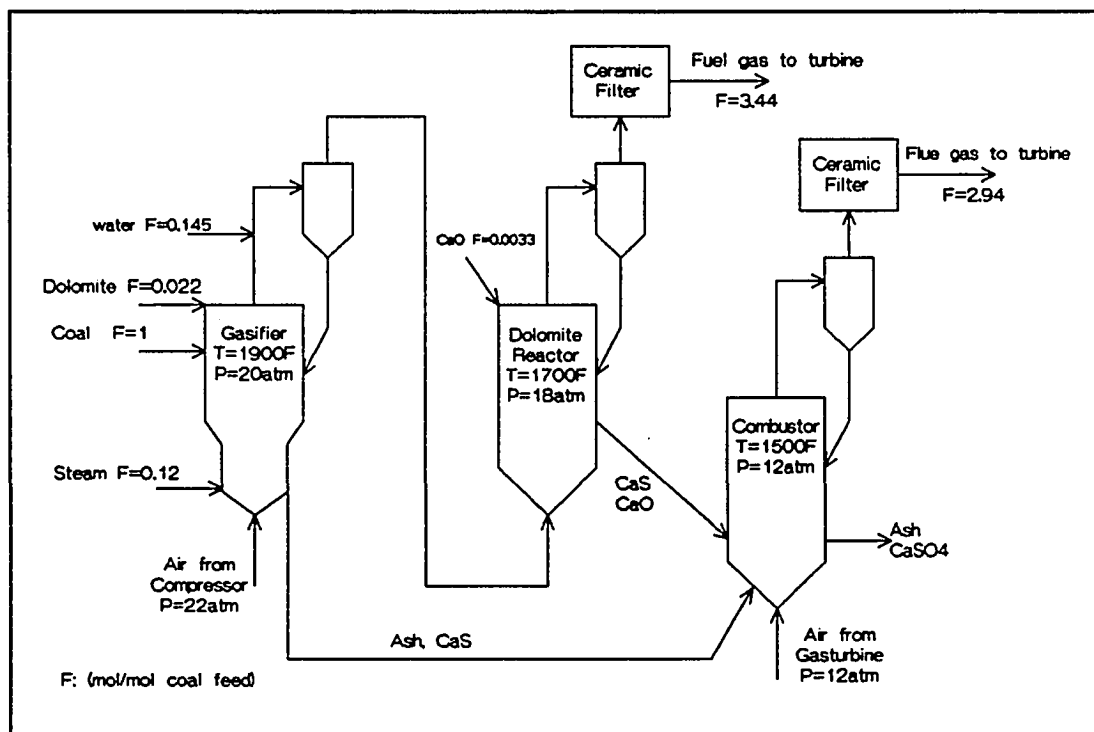 Ceramic
Filter
Fuel gas to turbine
F=3.44
Ceramic
Filter
Flue gas to turbine
F=2.94
water F=0.145
CaO F=0.0033
Dolomite F=0.022
Coal F=1
Gasifier
T=1900F
P=20atm
Dolomite
Reactor
T=1700F
P=18atm
Combustor
T=1500F
P=12atm
Steam F=0.12
CaS
CaO
Ash
CaSO4
Air from
Compressor
P=22atm
Ash, CaS
Air from
Gasturbine
P=12atm
F: (mol/mol coal feed)